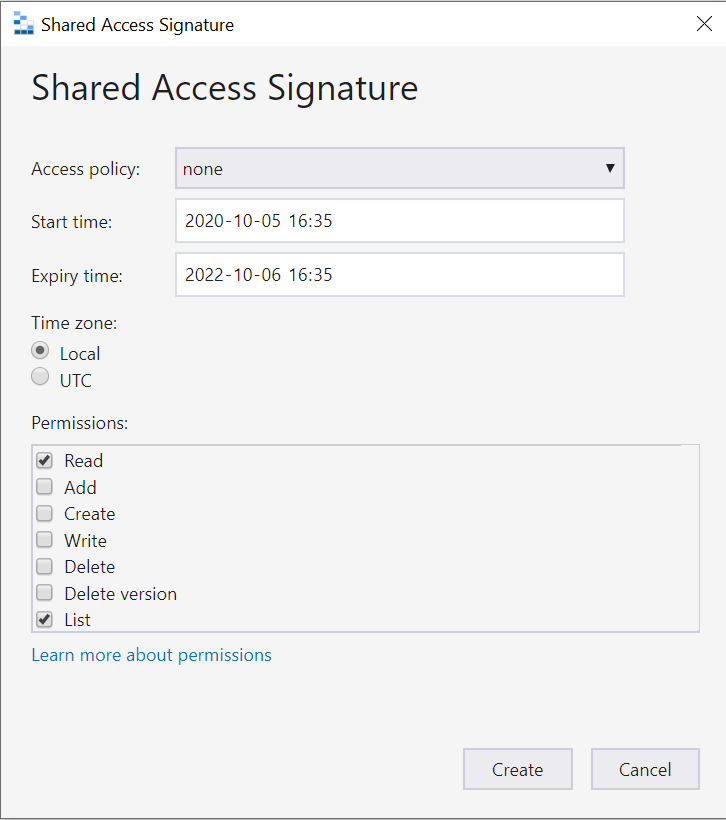 Shared Access Signature
Shared Access Signature
Access policy: none
Start time: 2020-10-05 16:35
Expiry time: 2022-10-06 16:35
Time zone:
Local
UTC
Permissions:
Read
Add
Create
Write
Delete
Delete version
List
Learn more about permissions
Create Cancel